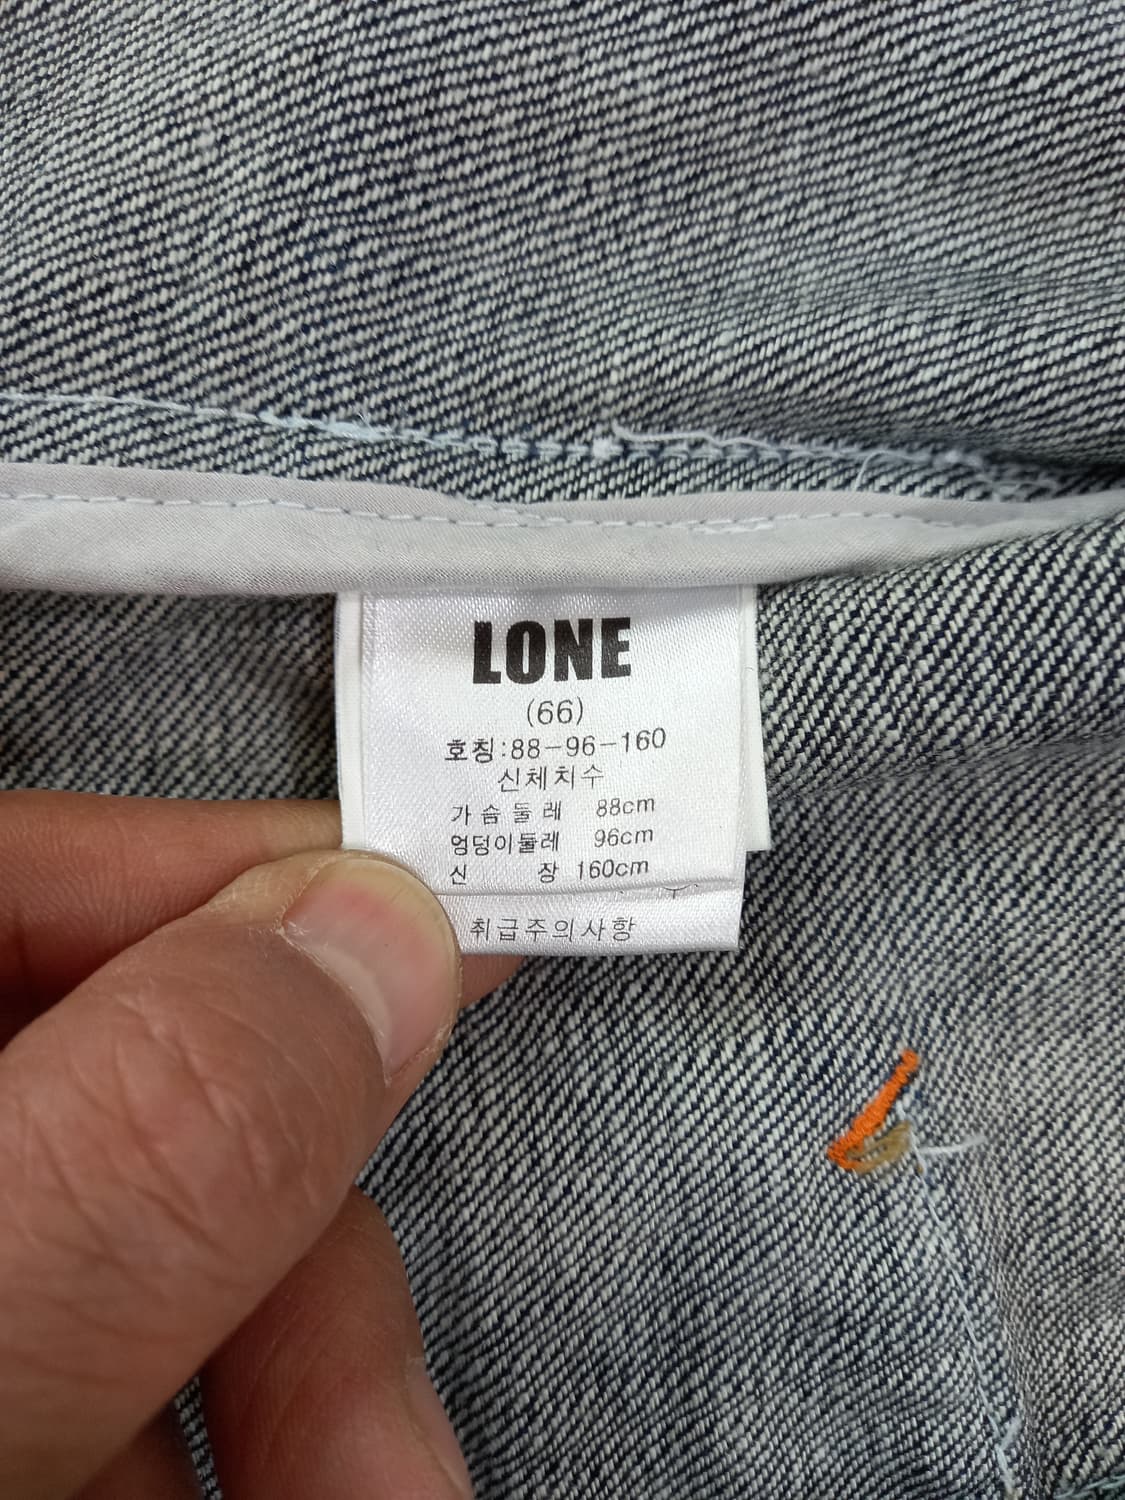 LONE
(66)
호칭:88-96-160
신체치수
가슴둘레 88cm
엉덩이둘레 96cm
신 장 160cm
취급주의사항